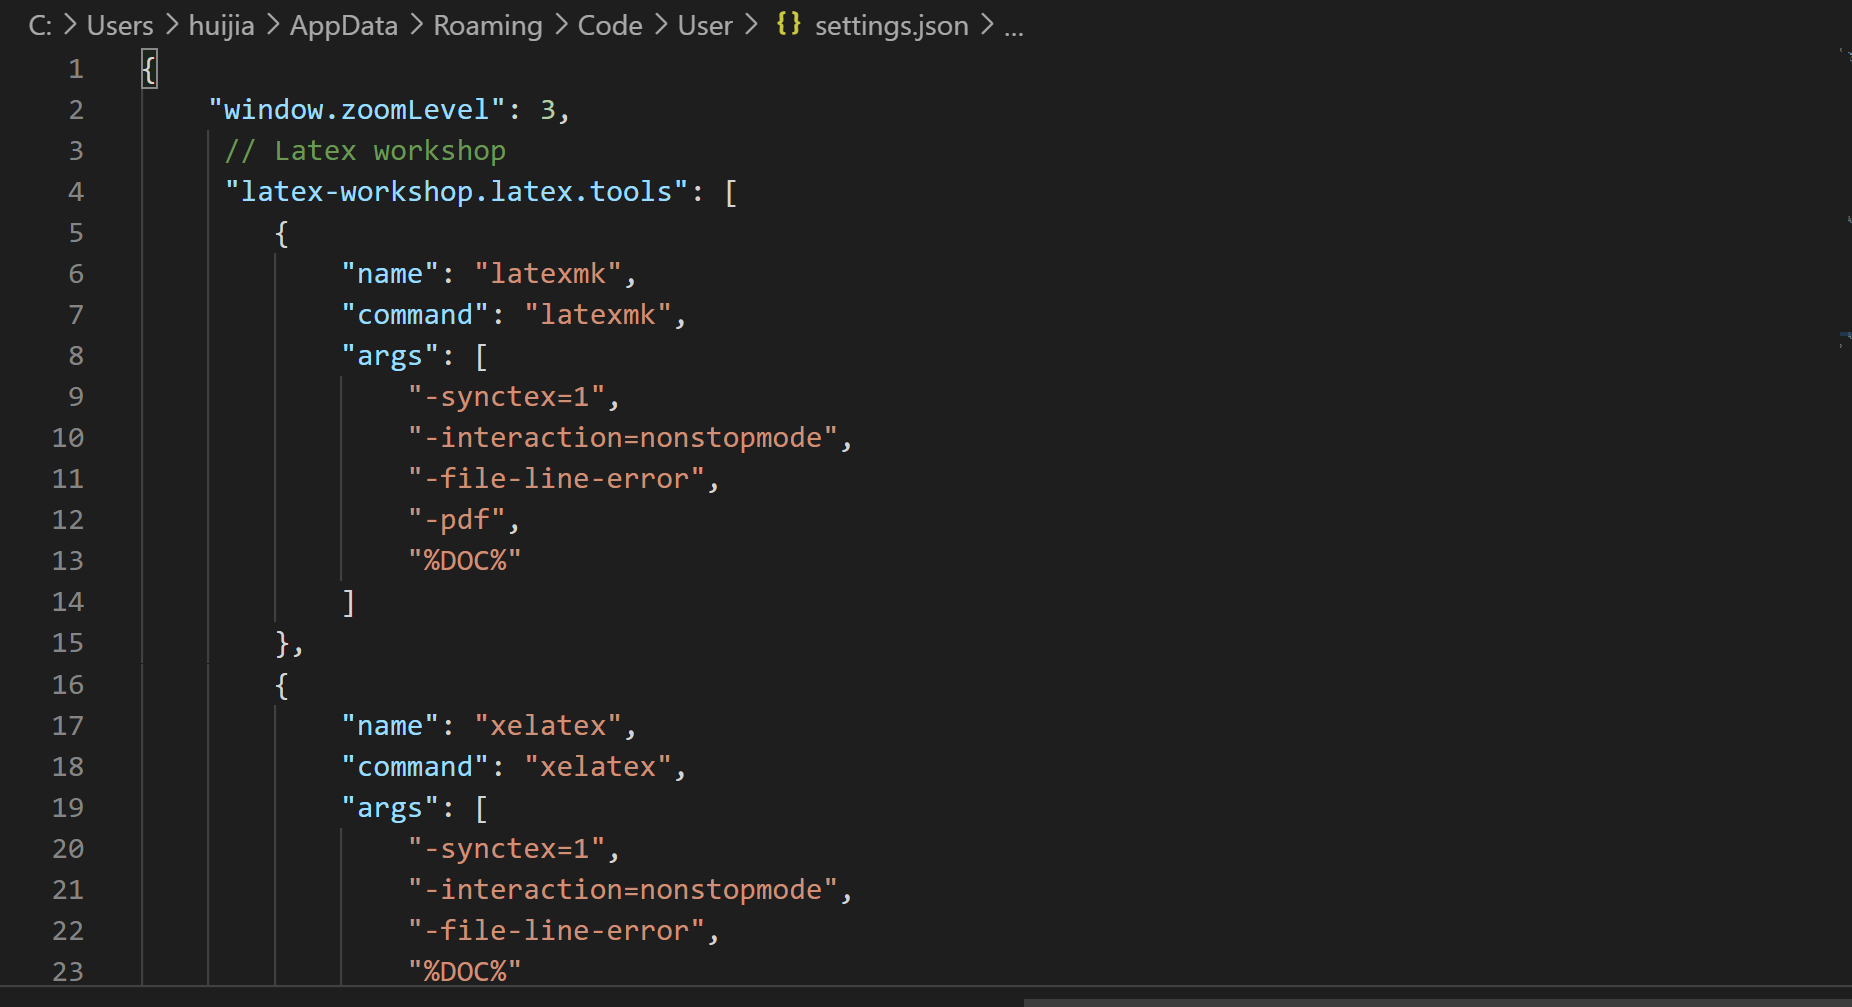 C: > Users > huijia > AppData > Roaming > Code > User > {} settings.json > ...
1 {
2 "window.zoomLevel": 3,
3 // Latex workshop
4 "latex-workshop.latex.tools": [
5 {
6 "name": "latexmk",
7 "command": "latexmk",
8 "args": [
9 "-synctex=1",
10 "-interaction=nonstopmode",
11 "-file-line-error",
12 "-pdf",
13 "%DOC%"
14 ]
15 },
16 {
17 "name": "xelatex",
18 "command": "xelatex",
19 "args": [
20 "-synctex=1",
21 "-interaction=nonstopmode",
22 "-file-line-error",
23 "%DOC%"